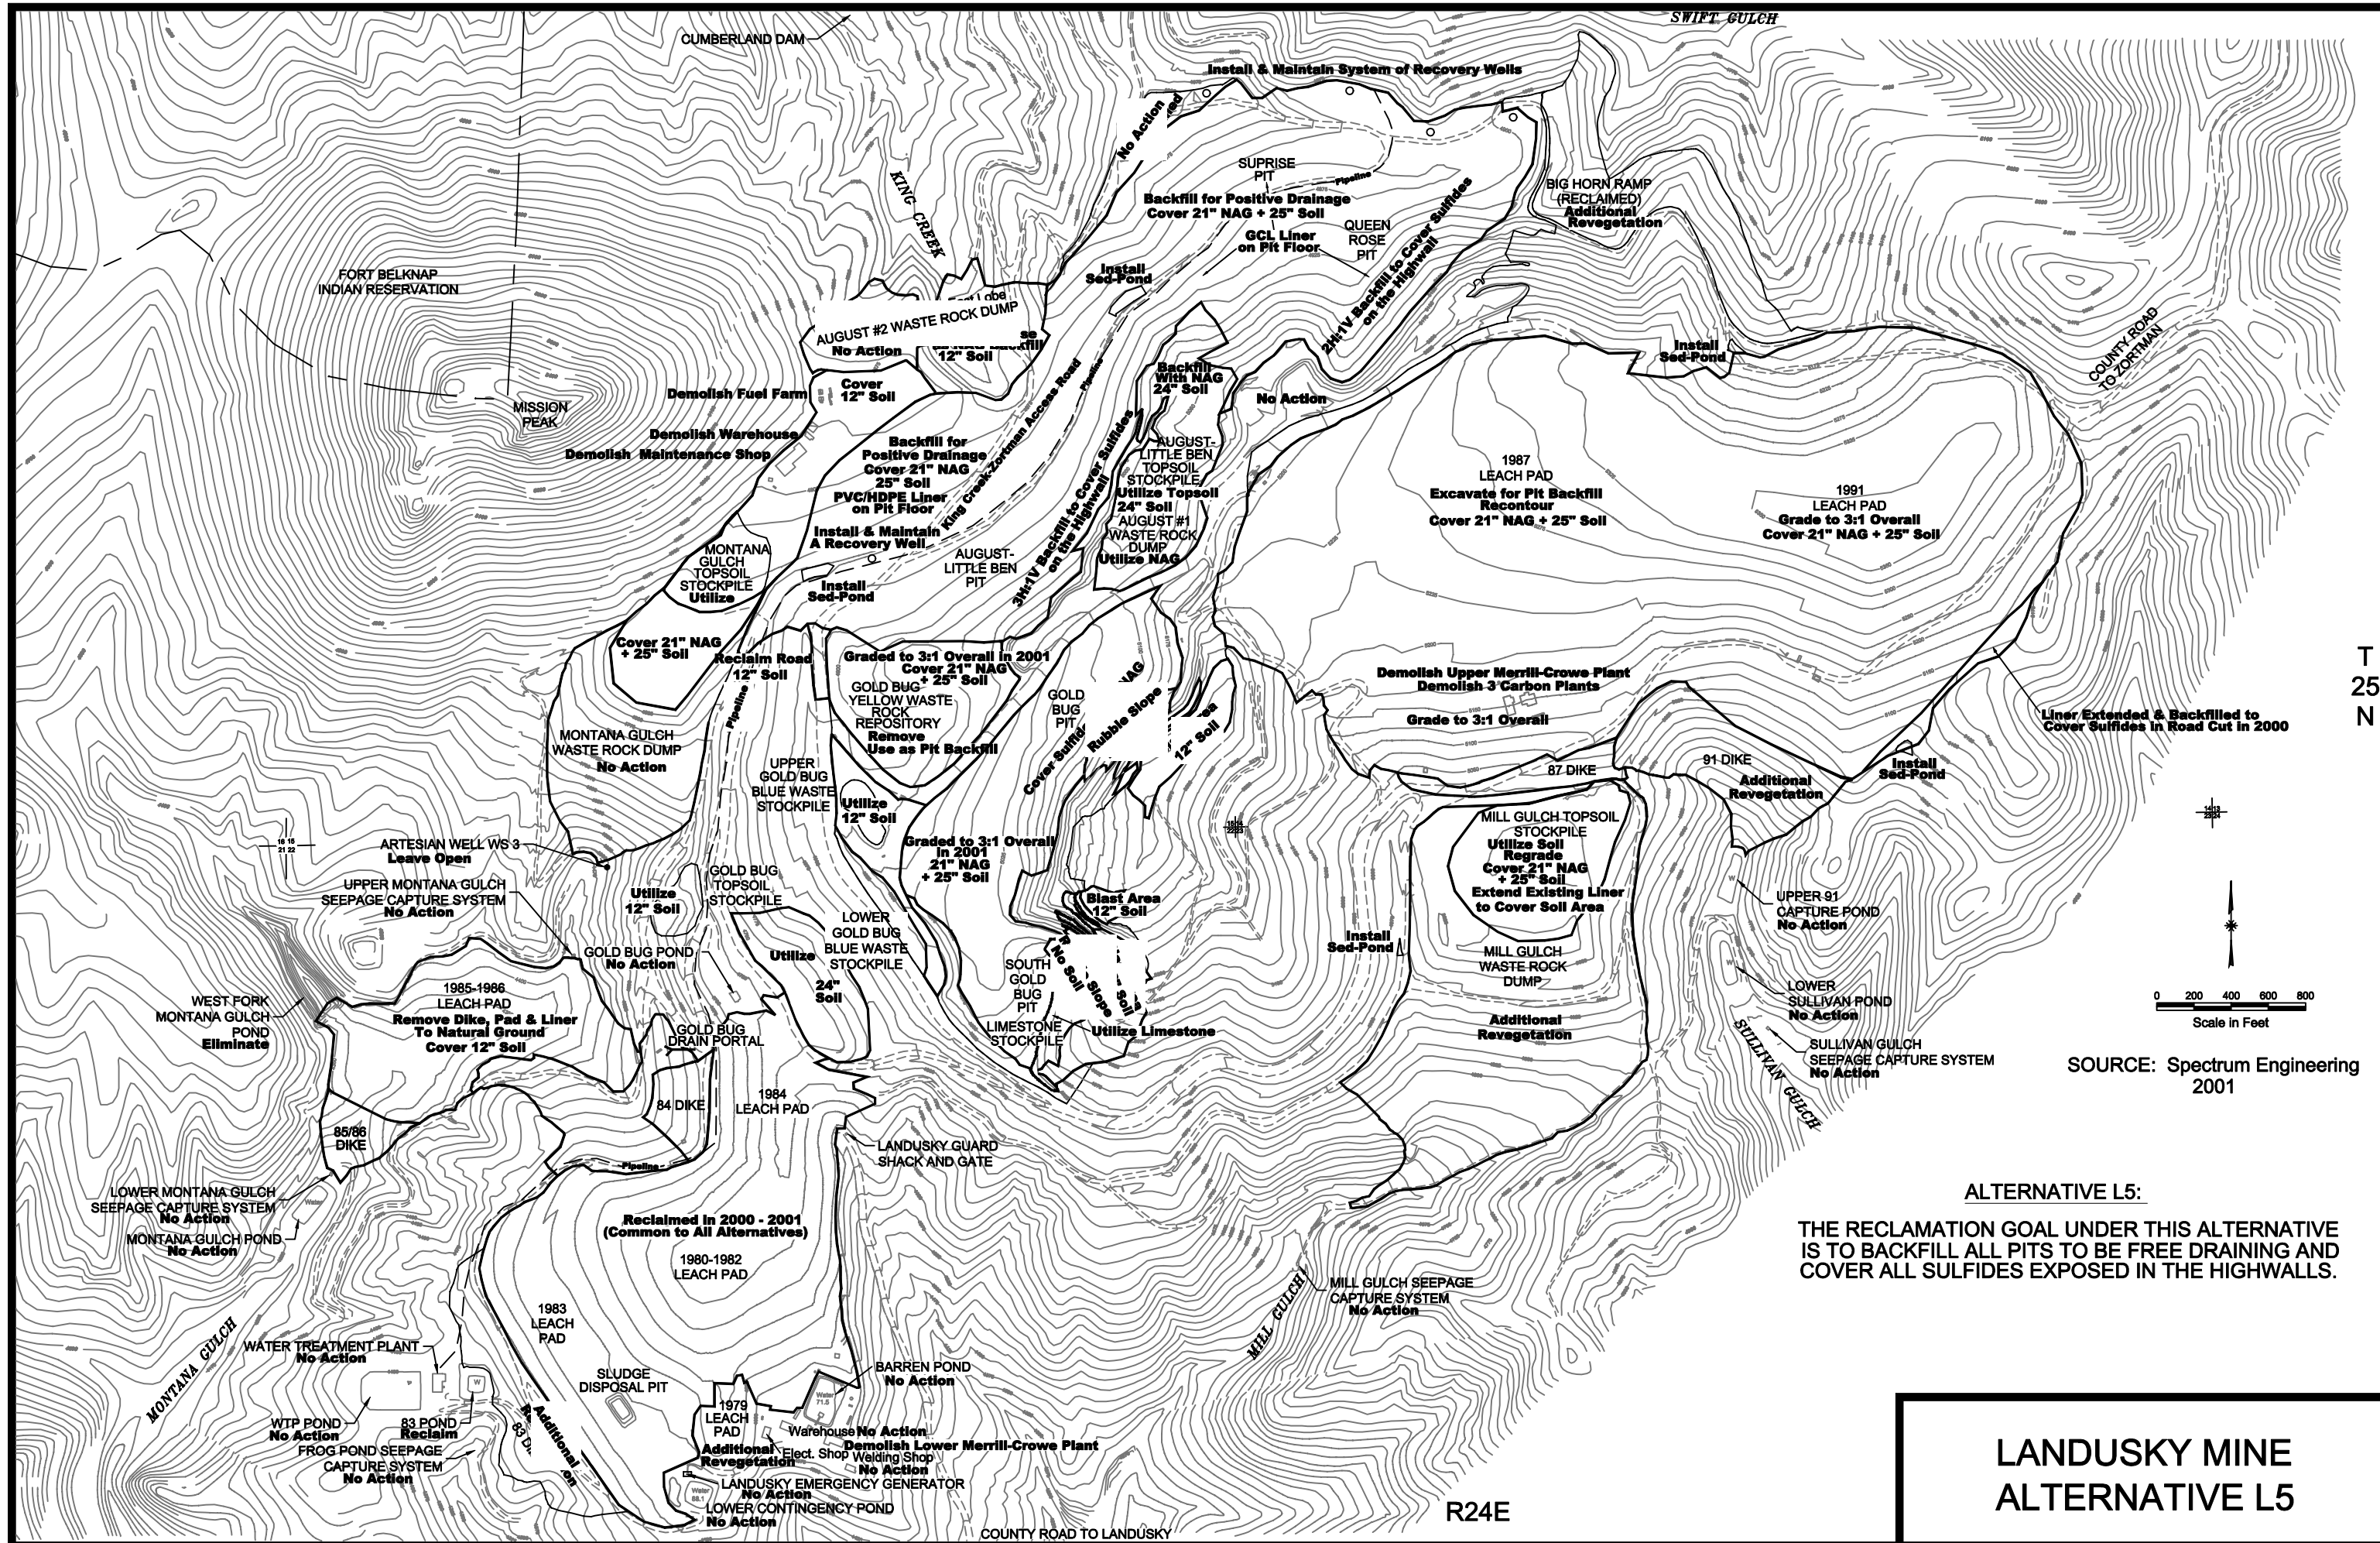 SWIFT GULCH
CUMBERLAND DAM
Install & Maintain System of Recovery Wells
No Action
KING CREEK
SUPRISE
PIT
Pipeline
Backfill for Positive Drainage
Cover 21" NAG + 25" Soil
GCL Liner
on Pit Floor
QUEEN
ROSE
PIT
2H:1V Backfill to Cover Sulfides
on the Highwall
BIG HORN RAMP
(RECLAIMED)
Additional
Revegetation
FORT BELKNAP
INDIAN RESERVATION
Install
Sed-Pond
AUGUST #2 WASTE ROCK DUMP
No Action
12" Soil
Cover
12" Soil
Demolish Fuel Farm
MISSION
PEAK
Demolish Warehouse
Demolish Maintenance Shop
Backfill for
Positive Drainage
Cover 21" NAG
25" Soil
PVC/HDPE Liner
on Pit Floor
King Creek-Zortman Access Road
Pipeline
Install & Maintain
A Recovery Well
3H:1V Backfill to Cover Sulfides
on the Highwall
Backfill
With NAG
24" Soil
No Action
Install
Sed-Pond
COUNTY ROAD
TO ZORTMAN
AUGUST-
LITTLE BEN
TOPSOIL
STOCKPILE
Utilize Topsoil
24" Soil
AUGUST #1
WASTE ROCK
DUMP
Utilize NAG
1987
LEACH PAD
Excavate for Pit Backfill
Recontour
Cover 21" NAG + 25" Soil
1991
LEACH PAD
Grade to 3:1 Overall
Cover 21" NAG + 25" Soil
MONTANA
GULCH
TOPSOIL
STOCKPILE
Utilize
AUGUST-
LITTLE BEN
PIT
Install
Sed-Pond
Cover 21" NAG
+ 25" Soil
Reclaim Road
12" Soil
Pipeline
Graded to 3:1 Overall in 2001
Cover 21" NAG
+ 25" Soil
GOLD BUG
YELLOW WASTE
ROCK
REPOSITORY
Remove
Use as Pit Backfill
GOLD
BUG
PIT
Rubble Slope
12" Soil
Demolish Upper Merrill-Crowe Plant
Demolish 3 Carbon Plants
Grade to 3:1 Overall
T
25
N
Liner Extended & Backfilled to
Cover Sulfides in Road Cut in 2000
MONTANA GULCH
WASTE ROCK DUMP
No Action
UPPER
GOLD BUG
BLUE WASTE
STOCKPILE
Utilize
12" Soil
87 DIKE
91 DIKE
Additional
Revegetation
Install
Sed-Pond
ARTESIAN WELL WS 3
Leave Open
UPPER MONTANA GULCH
SEEPAGE CAPTURE SYSTEM
No Action
Utilize
12" Soil
GOLD BUG
TOPSOIL
STOCKPILE
Graded to 3:1 Overall
in 2001
21" NAG
+ 25" Soil
Blast Area
12" Soil
MILL GULCH TOPSOIL
STOCKPILE
Utilize Soil
Regrade
Cover 21" NAG
+ 25" Soil
Extend Existing Liner
to Cover Soil Area
UPPER 91
CAPTURE POND
No Action
LOWER
GOLD BUG
BLUE WASTE
STOCKPILE
Utilize
24"
Soil
GOLD BUG POND
No Action
Install
Sed-Pond
MILL GULCH
WASTE ROCK
DUMP
Additional
Revegetation
LOWER
SULLIVAN POND
No Action
SULLIVAN GULCH
SEEPAGE CAPTURE SYSTEM
No Action
SULLIVAN GULCH
WEST FORK
MONTANA GULCH
POND
Eliminate
1985-1986
LEACH PAD
Remove Dike, Pad & Liner
To Natural Ground
Cover 12" Soil
GOLD BUG
DRAIN PORTAL
SOUTH
GOLD
BUG
PIT
No Soil
Slope
Soil
LIMESTONE
STOCKPILE
Utilize Limestone
0 200 400 600 800
Scale in Feet
SOURCE: Spectrum Engineering
2001
84 DIKE
1984
LEACH PAD
85/86
DIKE
LANDUSKY GUARD
SHACK AND GATE
Pipeline
LOWER MONTANA GULCH
SEEPAGE CAPTURE SYSTEM
No Action
MONTANA GULCH POND
No Action
Reclaimed in 2000 - 2001
(Common to All Alternatives)
1980-1982
LEACH PAD
1983
LEACH
PAD
MILL GULCH
MILL GULCH SEEPAGE
CAPTURE SYSTEM
No Action
ALTERNATIVE L5:
THE RECLAMATION GOAL UNDER THIS ALTERNATIVE
IS TO BACKFILL ALL PITS TO BE FREE DRAINING AND
COVER ALL SULFIDES EXPOSED IN THE HIGHWALLS.
MONTANA GULCH
WATER TREATMENT PLANT
No Action
WTP POND
No Action
83 POND
Reclaim
FROG POND SEEPAGE
CAPTURE SYSTEM
No Action
Additional
SLUDGE
DISPOSAL PIT
1979
LEACH
PAD
Additional
Revegetation
BARREN POND
No Action
Water
71.5
Warehouse No Action
Demolish Lower Merrill-Crowe Plant
Elect. Shop Welding Shop
No Action
LANDUSKY EMERGENCY GENERATOR
No Action
LOWER CONTINGENCY POND
No Action
COUNTY ROAD TO LANDUSKY
R24E
LANDUSKY MINE
ALTERNATIVE L5